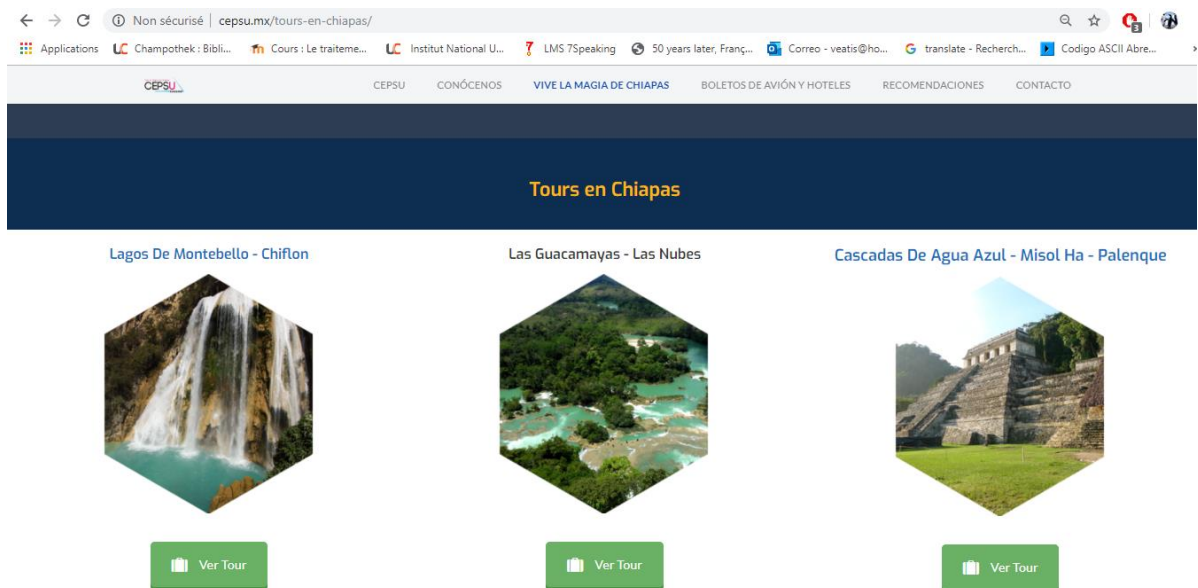 Non sécurisé | cepsu.mx/tours-en-chiapas/
3
Applications Champothek : Bibli... Cours : Le traiteme... Institut National U... LMS 7Speaking 50 years later, Franç... Correo - veatis@ho... translate - Recherch... Codigo ASCII Abre... »
CEPSU CEPSU CONÓCENOS VIVE LA MAGIA DE CHIAPAS BOLETOS DE AVIÓN Y HOTELES RECOMENDACIONES CONTACTO
Tours en Chiapas
Lagos De Montebello - Chiflon
Las Guacamayas - Las Nubes
Cascadas De Agua Azul - Misol Ha - Palenque
Ver Tour
Ver Tour
Ver Tour